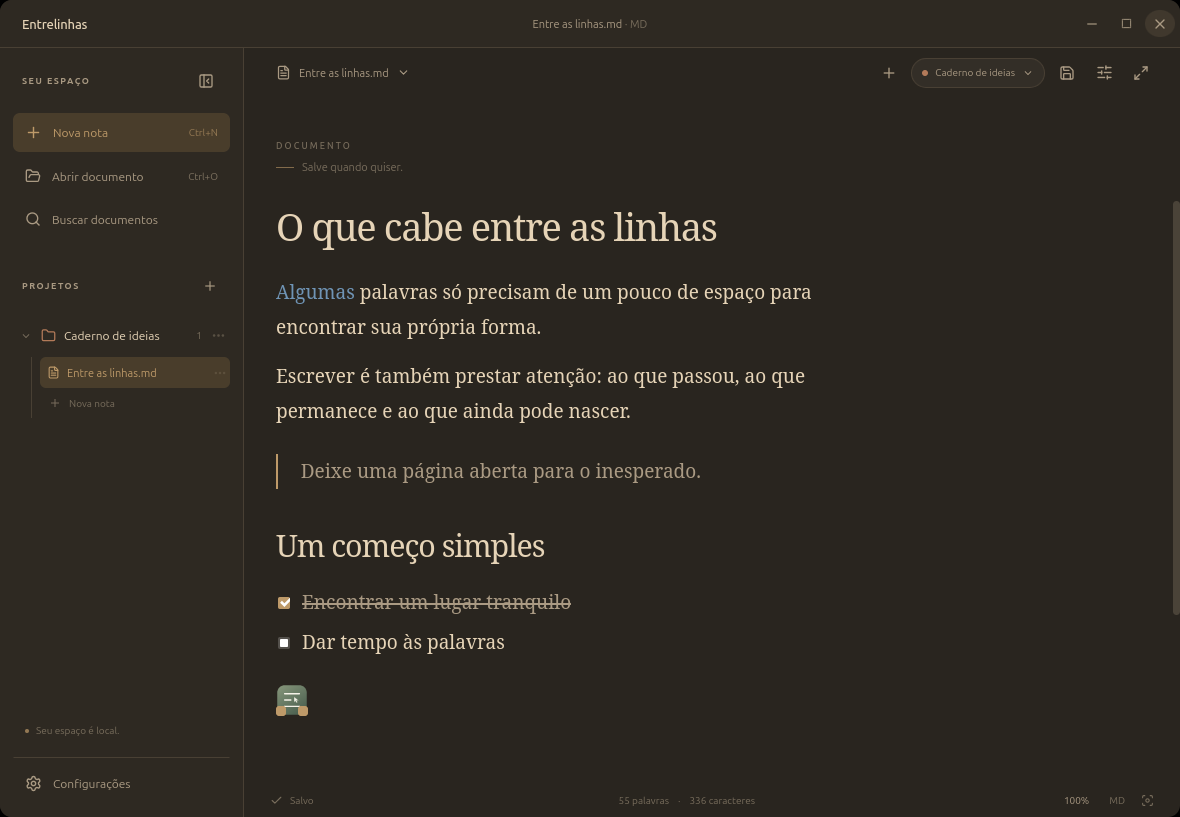 Entrelinhas
Entre as linhas.md · MD
SEU ESPAÇO
Nova nota Ctrl+N
Abrir documento Ctrl+O
Buscar documentos
PROJETOS
Caderno de ideias 1
Entre as linhas.md
Nova nota
Seu espaço é local.
Configurações
Entre as linhas.md
Caderno de ideias
DOCUMENTO
Salve quando quiser.
O que cabe entre as linhas
Algumas palavras só precisam de um pouco de espaço para
encontrar sua própria forma.
Escrever é também prestar atenção: ao que passou, ao que
permanece e ao que ainda pode nascer.
Deixe uma página aberta para o inesperado.
Um começo simples
Encontrar um lugar tranquilo
Dar tempo às palavras
Salvo
55 palavras · 336 caracteres
100%
MD